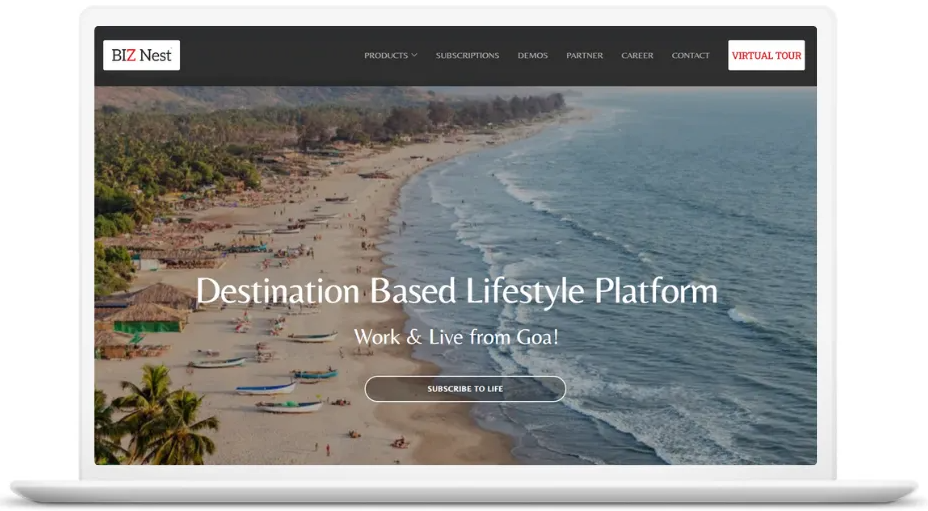 BIZ Nest
PRODUCTS
SUBSCRIPTIONS
DEMOS
PARTNER
CAREER
CONTACT
VIRTUAL TOUR
Destination Based Lifestyle Platform
Work & Live from Goa!
SUBSCRIBE TO LIFE